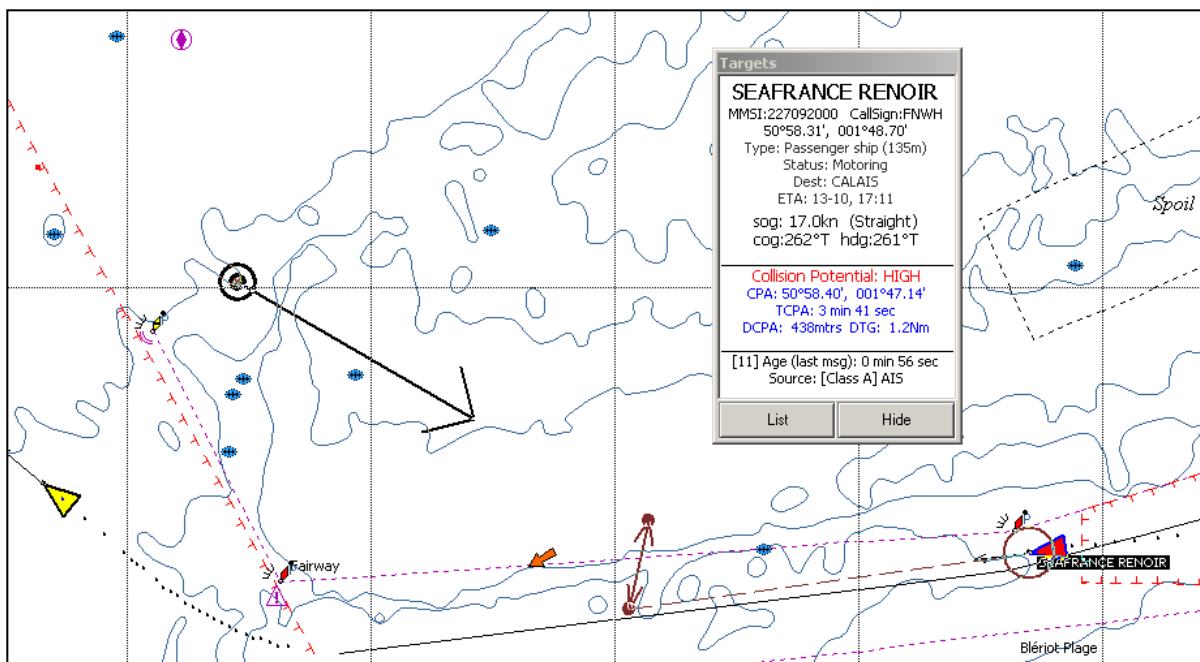 Targets
SEAFRANCE RENOIR
MMSI:227092000 CallSign:FNWH
50°58.31', 001°48.70'
Type: Passenger ship (135m)
Status: Motoring
Dest: CALAIS
ETA: 13-10, 17:11
sog: 17.0kn (Straight)
cog:262°T hdg:261°T
Collision Potential: HIGH
CPA: 50°58.40', 001°47.14'
TCPA: 3 min 41 sec
DCPA: 438mtrs DTG: 1.2Nm
[11] Age (last msg): 0 min 56 sec
Source: [Class A] AIS
List Hide
Spoil
Fairway
SEAFRANCE RENOIR
Blériot Plage